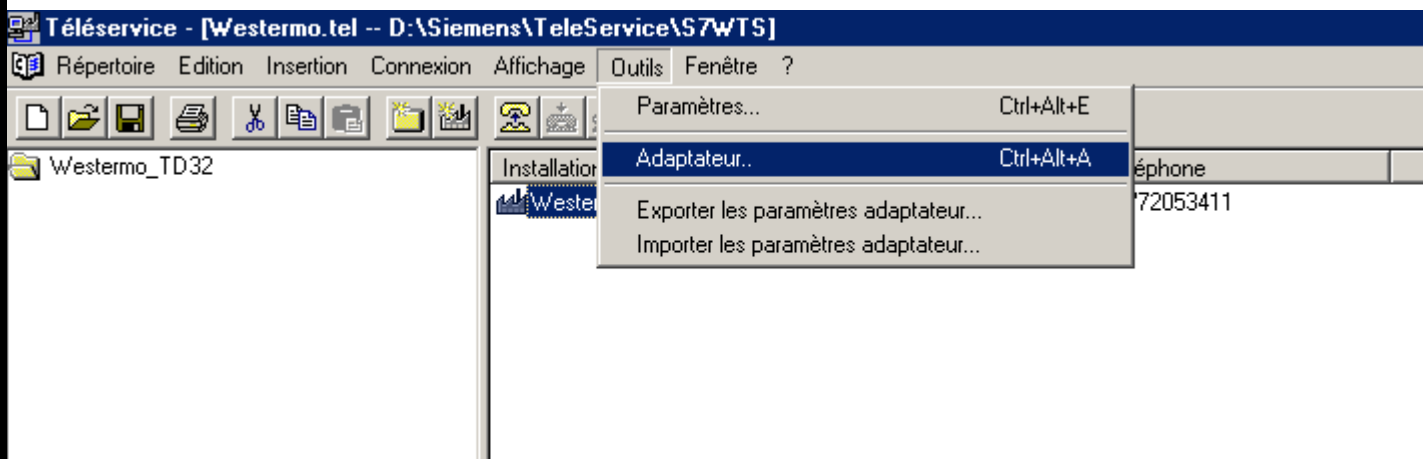 Téléservice - [Westermo.tel -- D:\Siemens\TeleService\S7WTS]
Répertoire Edition Insertion Connexion Affichage Outils Fenêtre ?
Paramètres... Ctrl+Alt+E
Adaptateur.. Ctrl+Alt+A
Exporter les paramètres adaptateur...
Importer les paramètres adaptateur...
Westermo_TD32
Installation éphone
Wester 72053411